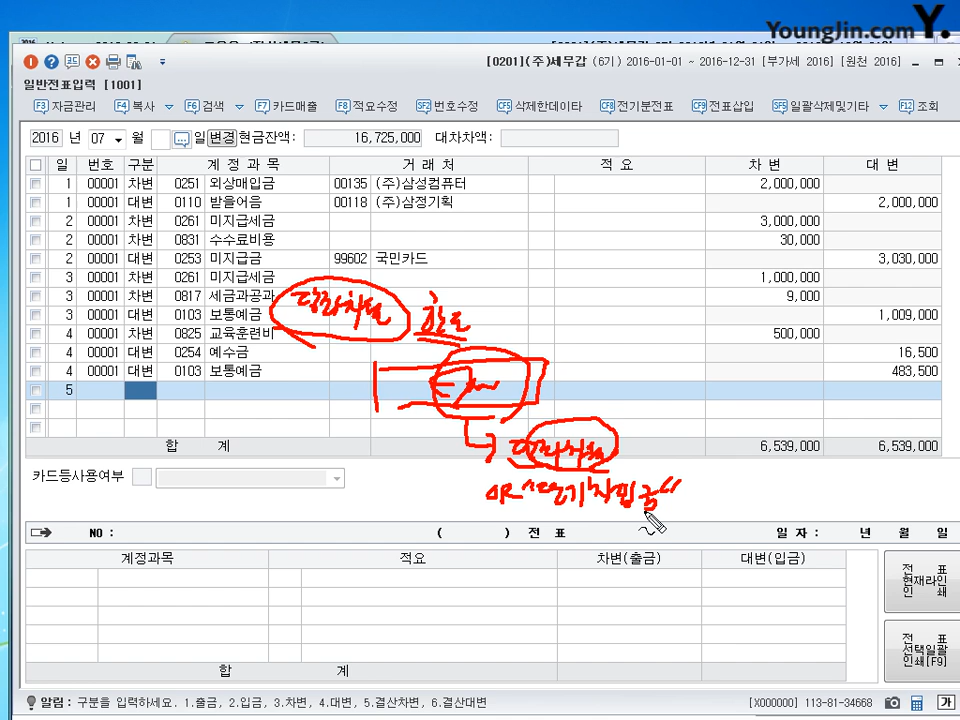 YoungJin.com Y.
[0201](주)세무갑 (6기) 2016-01-01 ~ 2016-12-31 [부가세 2016] [원천 2016]
일반전표입력 [1001]
F3 자금관리 F4 복사 F6 검색 F7 카드매출 F8 적요수정 SF2 번호수정 CF5 삭제한데이타 CF8 전기분전표 CF9 전표삽입 SF5 일괄삭제및기타 F12 조회
2016 년 07 월 일 변경 현금잔액: 16,725,000 대차차액:
일 번호 구분 계 정 과 목 거 래 처 적 요 차 변 대 변
1 00001 차변 0251 외상매입금 00135 (주)삼성컴퓨터 2,000,000
1 00001 대변 0110 받을어음 00118 (주)삼정기획 2,000,000
2 00001 차변 0261 미지급세금 3,000,000
2 00001 차변 0831 수수료비용 30,000
2 00001 대변 0253 미지급금 99602 국민카드 3,030,000
3 00001 차변 0261 미지급세금 1,000,000
3 00001 차변 0817 세금과공과 9,000
3 00001 대변 0103 보통예금 1,009,000
4 00001 차변 0825 교육훈련비 500,000
4 00001 대변 0254 예수금 16,500
4 00001 대변 0103 보통예금 483,500
5
합 계 6,539,000 6,539,000
당좌차월 한도
당좌차월
OR "단기차입금"
카드등사용여부
NO : ( ) 전 표 일 자 : 년 월 일
계정과목 적요 차변(출금) 대변(입금)
전 표
현재라인
인 쇄
전 표
선택일괄
인쇄[F9]
합 계
알림 : 구분을 입력하세요. 1.출금, 2.입금, 3.차변, 4.대변, 5.결산차변, 6.결산대변 [Y000000] 113-81-34668 가